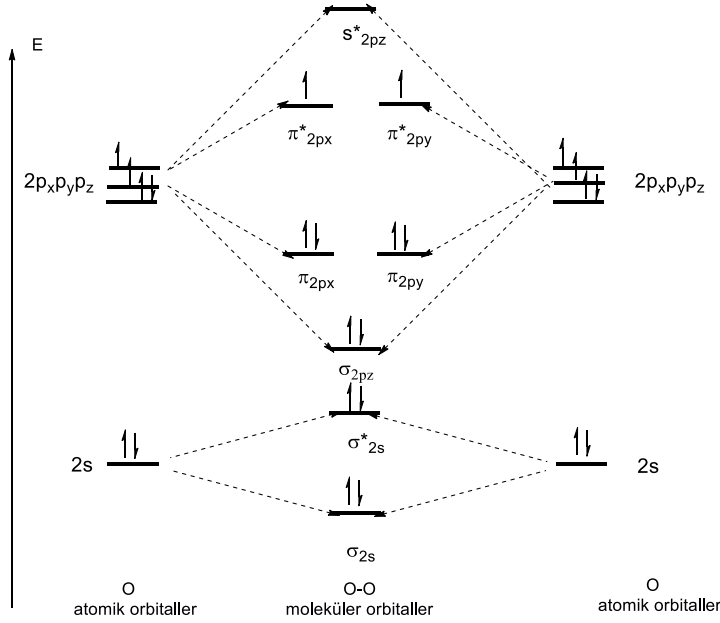 s*2pz
E
π*2px π*2py
2pxpypz 2pxpypz
π2px π2py
σ2pz
σ*2s
2s 2s
σ2s
O O-O O
atomik orbitaller moleküler orbitaller atomik orbitaller